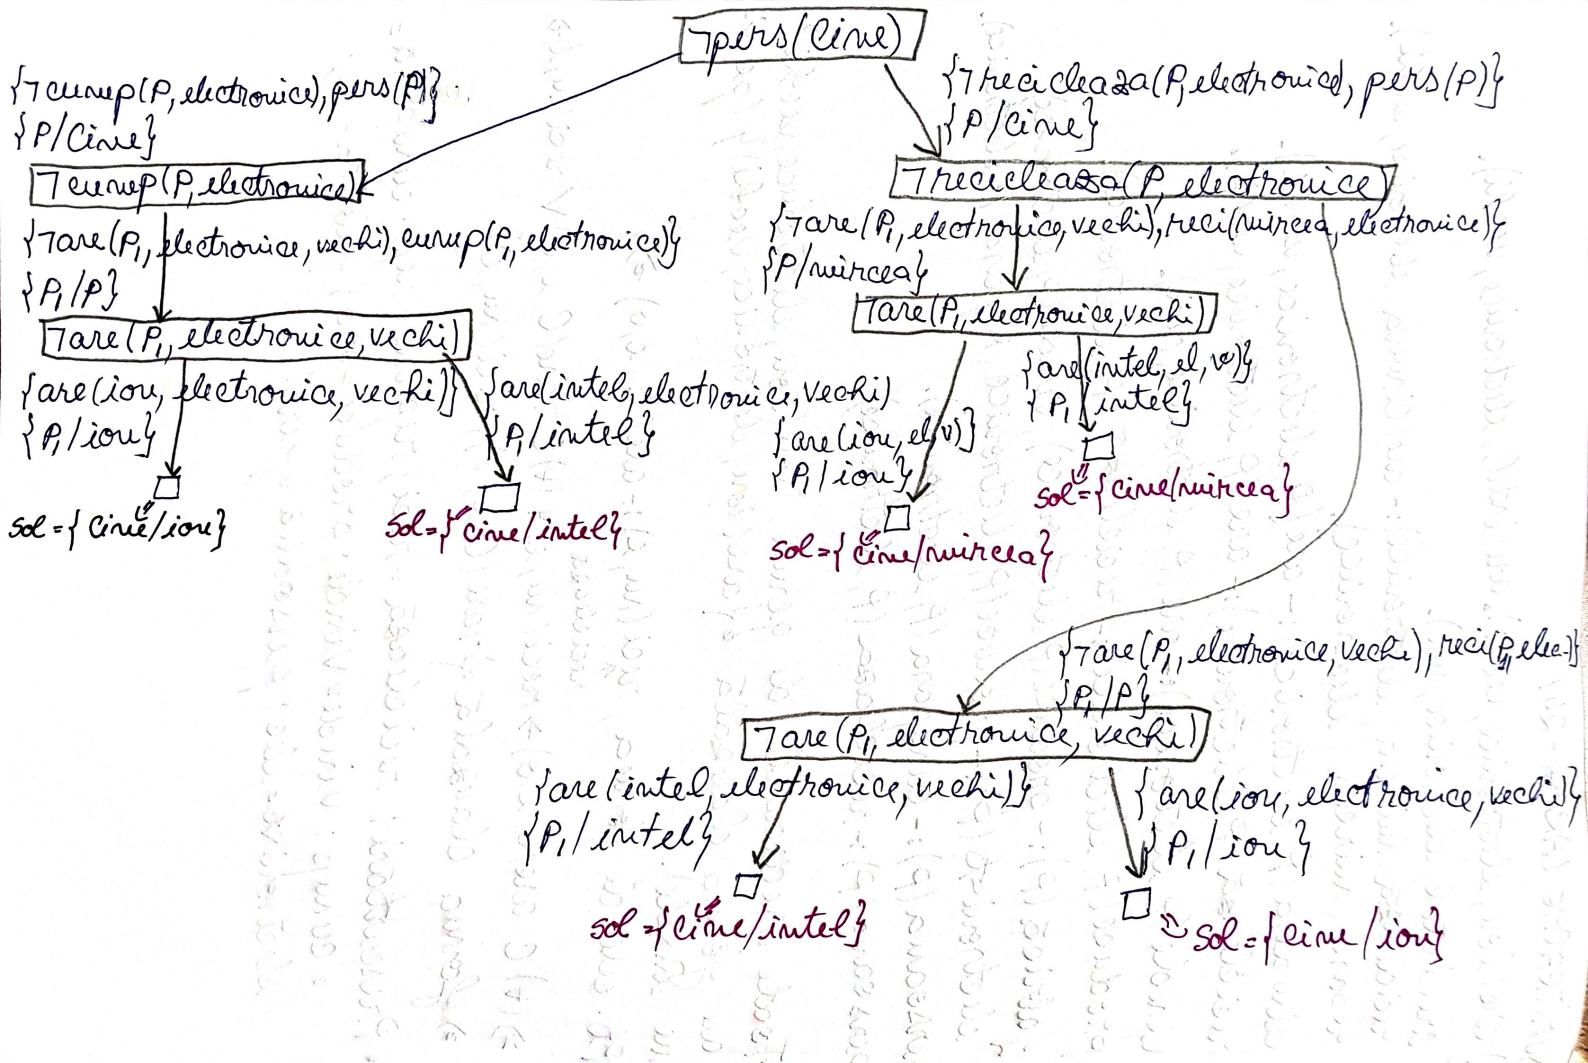 ¬pers(Cine)
{¬cump(P,electronice),pers(P)}
{P/Cine}
{¬recicleaza(P,electronice), pers(P)}
{P/Cine}
¬cump(P,electronice)
¬recicleaza(P, electronice)
{¬are(P₁,electronice,vechi),cump(P₁,electronice)}
{P₁/P}
{¬are(P₁,electronice,vechi),reci(mircea,electronice)}
{P/mircea}
¬are(P₁,electronice,vechi)
¬are(P₁,electronice,vechi)
{are(ion,electronice,vechi)}
{P₁/ion}
{are(intel,electronice,vechi)
{P₁/intel}
{are(ion,el,v)}
{P₁/ion}
{are(intel,el,v)}
{P₁/intel}
sol={cine/ion}
sol={cine/intel}
sol={cine/mircea}
sol={cine/mircea}
{¬are(P₁,electronice,vechi),reci(P₁,elec.)}
{P₁/P}
¬are(P₁,electronice,vechi)
{are(intel,electronice,vechi)}
{P₁/intel}
{are(ion,electronice,vechi)}
{P₁/ion}
sol={cine/intel}
sol={cine/ion}